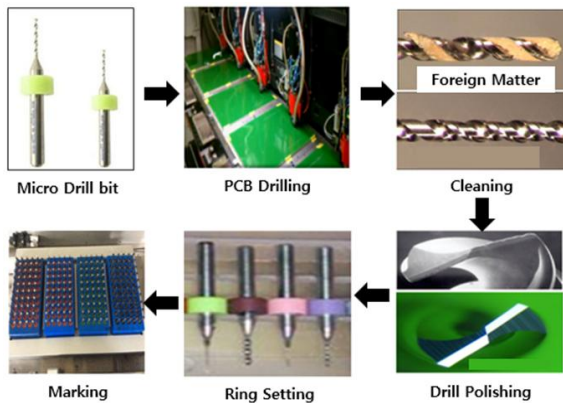 Foreign Matter
Micro Drill bit
PCB Drilling
Cleaning
Marking
Ring Setting
Drill Polishing